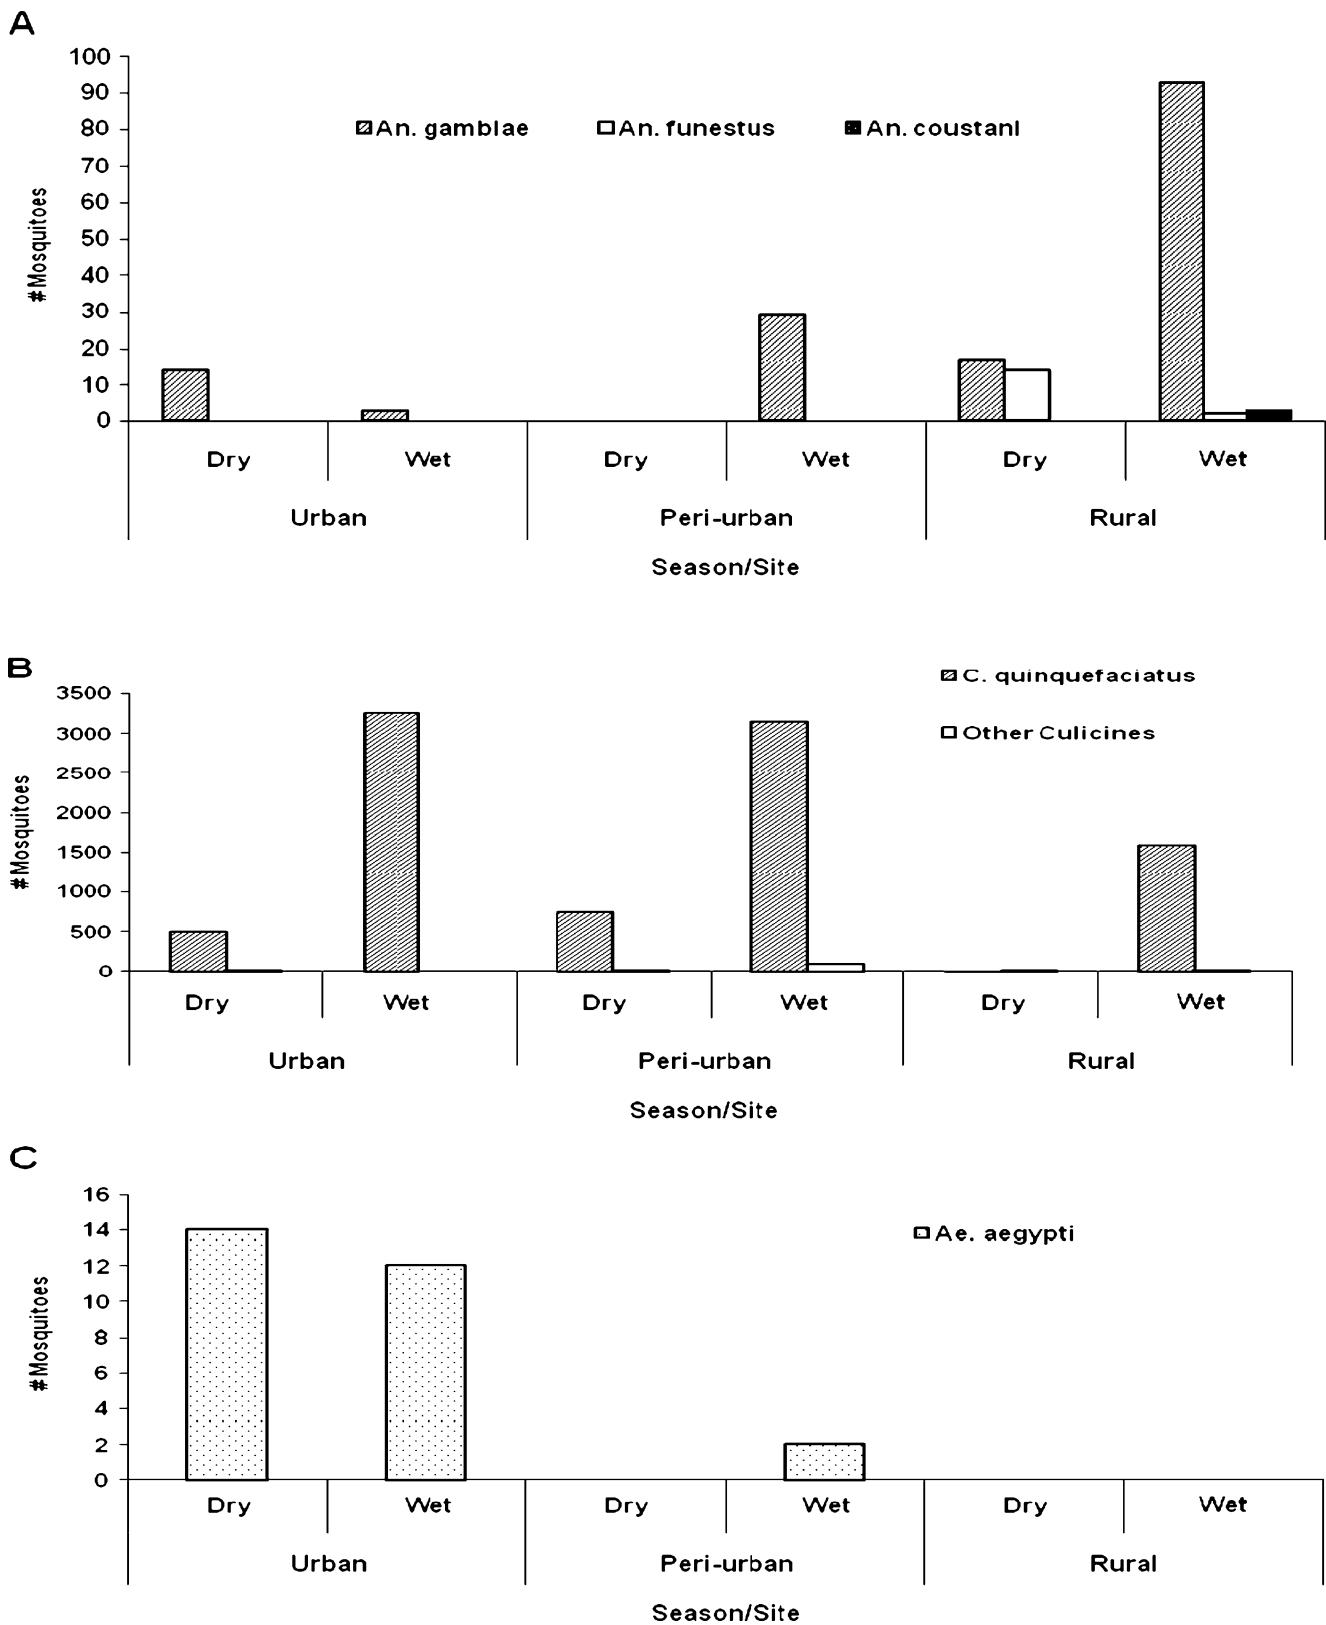 A
100
90
80
70
60
50
40
30
20
10
0
#Mosquitoes
An. gambiae An. funestus An. coustani
Dry Wet Dry Wet Dry Wet
Urban Peri-urban Rural
Season/Site
B
3500
3000
2500
2000
1500
1000
500
0
#Mosquitoes
C. quinquefaciatus
Other Culicines
Dry Wet Dry Wet Dry Wet
Urban Peri-urban Rural
Season/Site
C
16
14
12
10
8
6
4
2
0
#Mosquitoes
Ae. aegypti
Dry Wet Dry Wet Dry Wet
Urban Peri-urban Rural
Season/Site